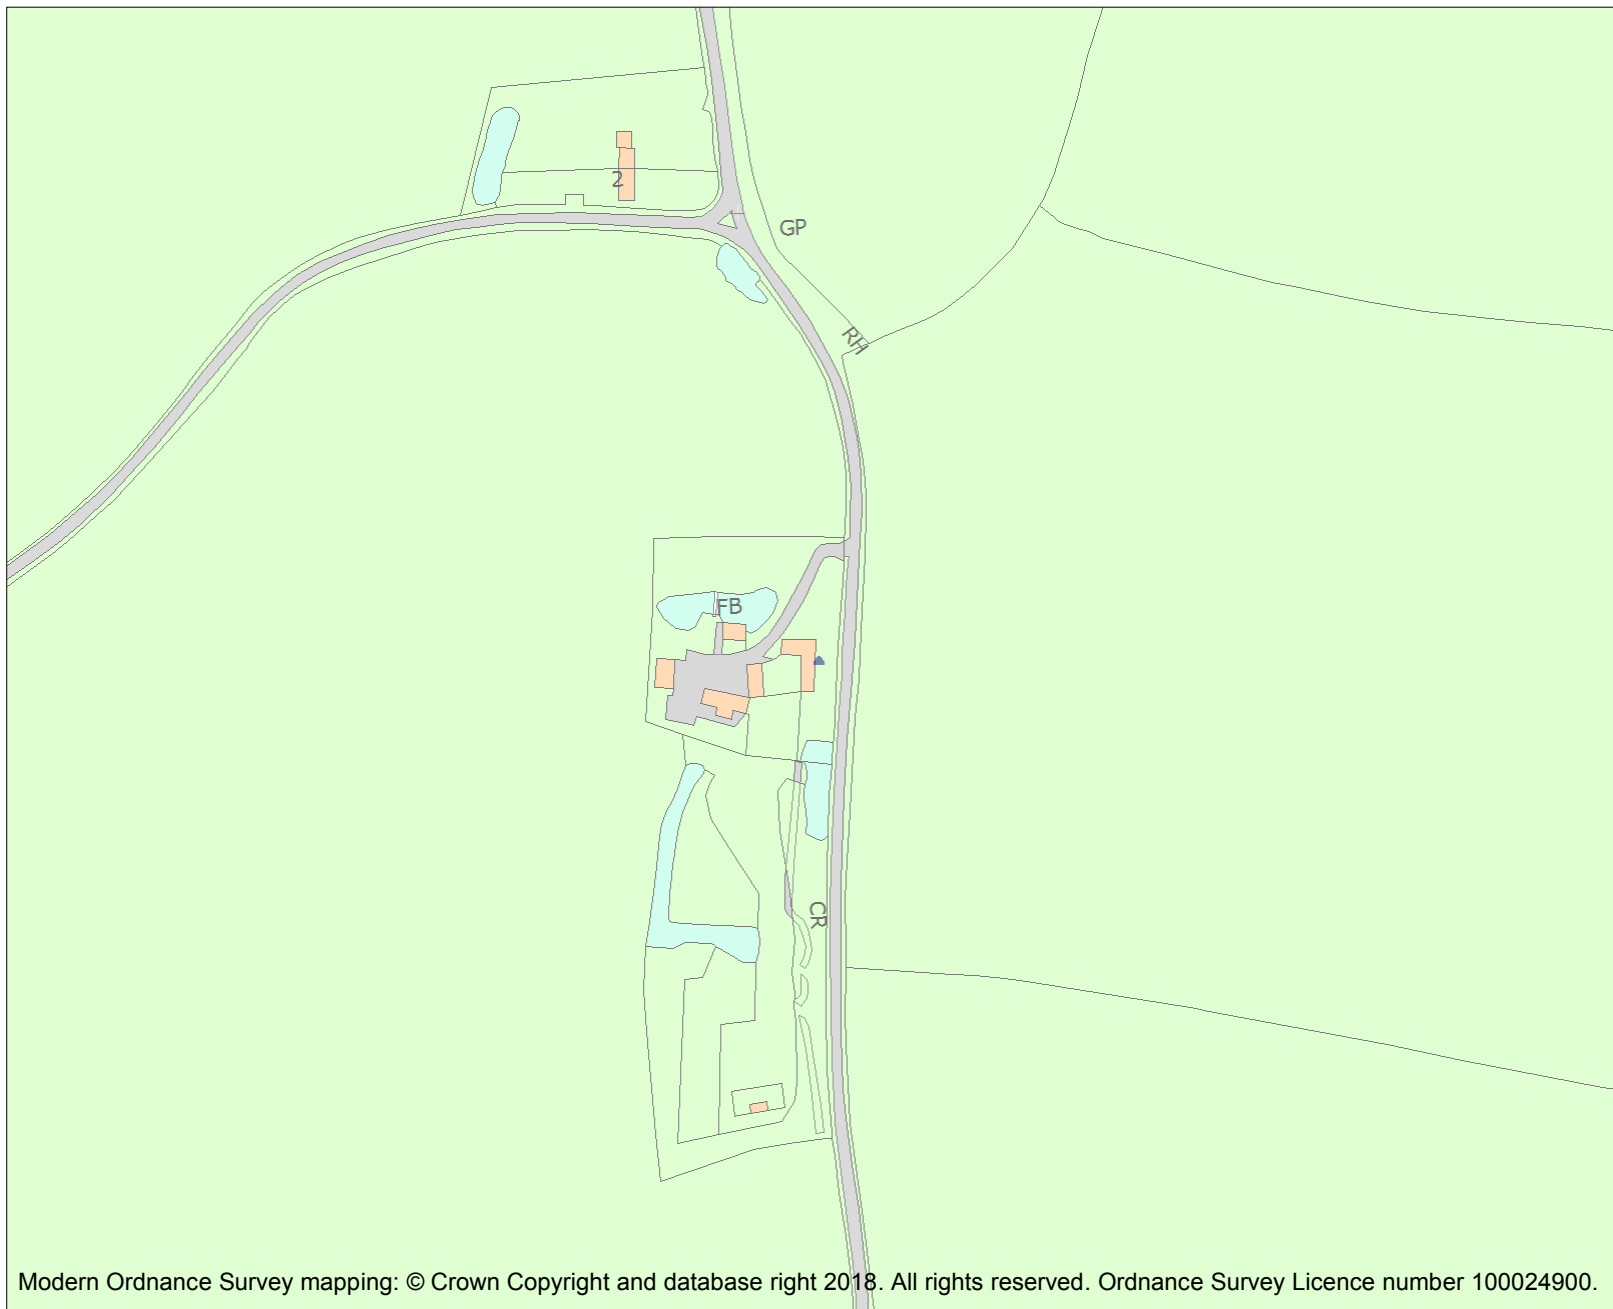 2
GP
RH
FB
CR
Modern Ordnance Survey mapping: © Crown Copyright and database right 2018. All rights reserved. Ordnance Survey Licence number 100024900.